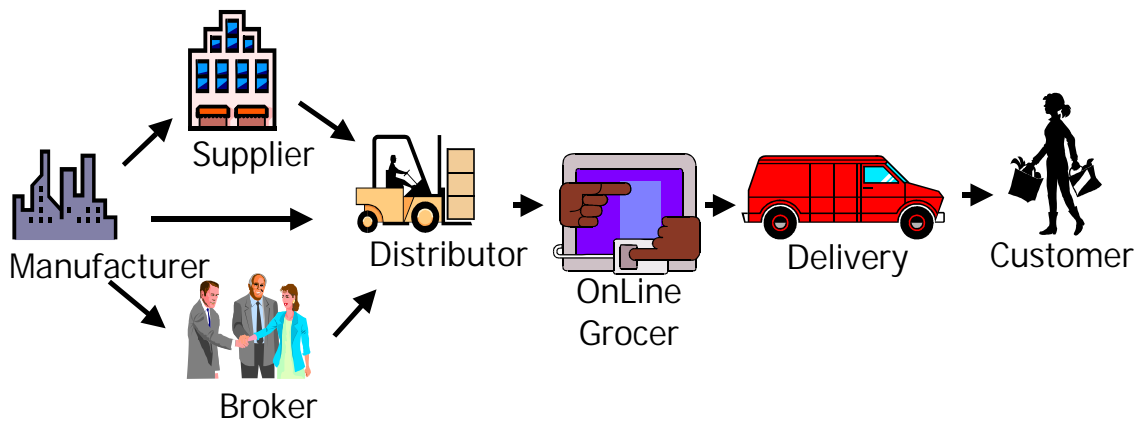 Supplier
Manufacturer
Distributor
Broker
OnLine
Grocer
Delivery
Customer